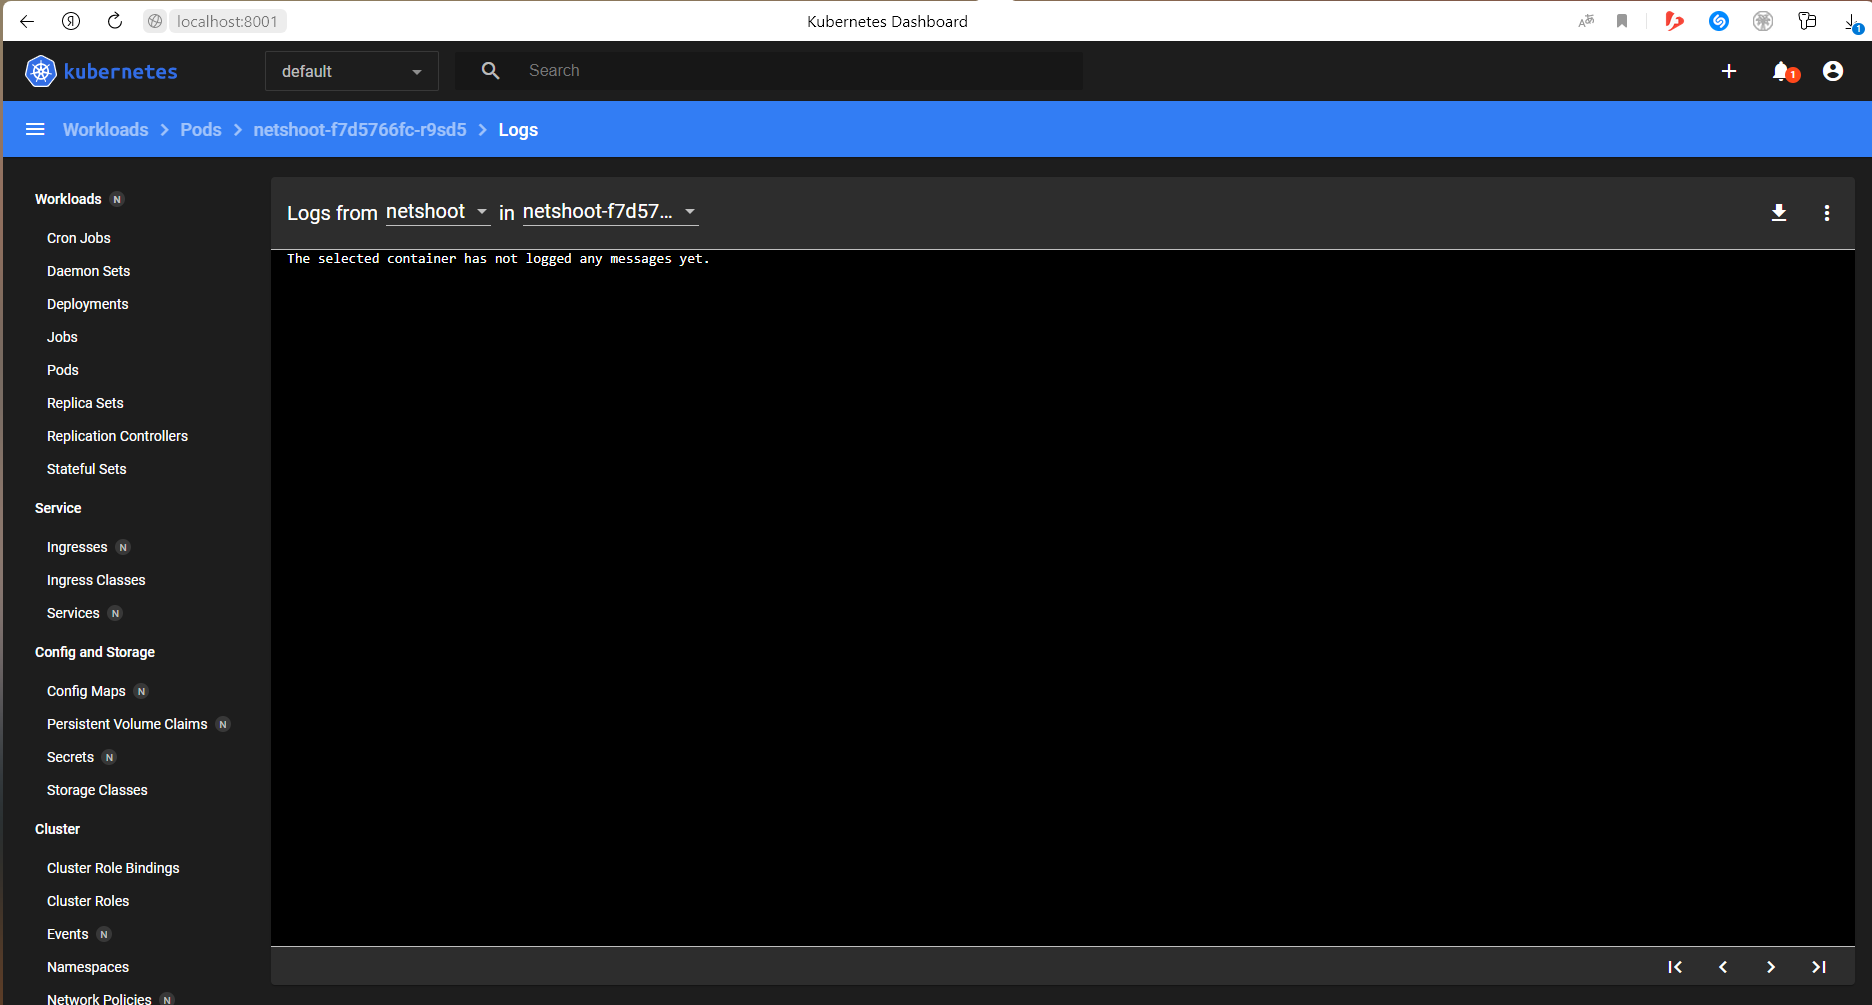 localhost:8001
Kubernetes Dashboard
1
kubernetes
default
Search
1
Workloads > Pods > netshoot-f7d5766fc-r9sd5 > Logs
Workloads N
Cron Jobs
Daemon Sets
Deployments
Jobs
Pods
Replica Sets
Replication Controllers
Stateful Sets
Service
Ingresses N
Ingress Classes
Services N
Config and Storage
Config Maps N
Persistent Volume Claims N
Secrets N
Storage Classes
Cluster
Cluster Role Bindings
Cluster Roles
Events N
Namespaces
Network Policies N
Logs from netshoot in netshoot-f7d57...
The selected container has not logged any messages yet.